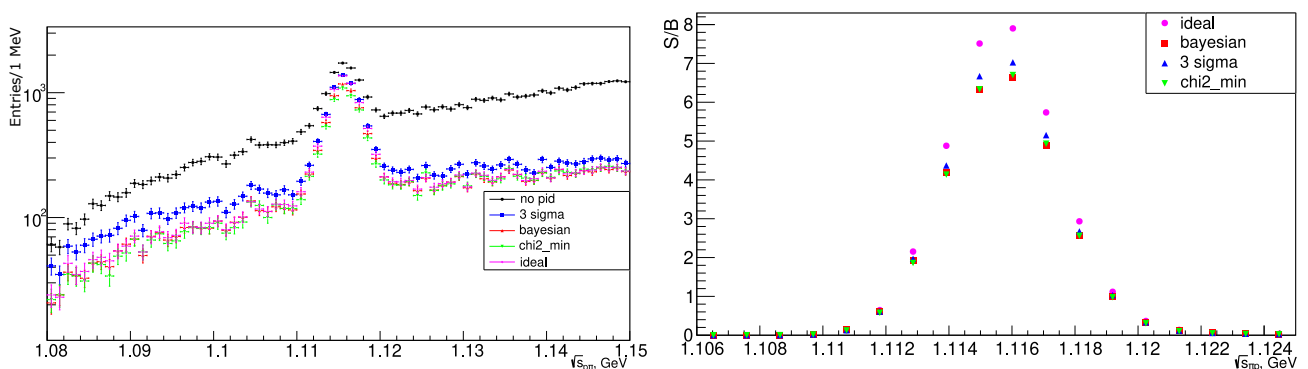 Entries/1 MeV
10³
10²
no pid
3 sigma
bayesian
chi2_min
ideal
1.08 1.09 1.1 1.11 1.12 1.13 1.14 1.15
√s_pπ, GeV
S/B
8
7
6
5
4
3
2
1
0
ideal
bayesian
3 sigma
chi2_min
1.106 1.108 1.11 1.112 1.114 1.116 1.118 1.12 1.122 1.124
√s_πp, GeV